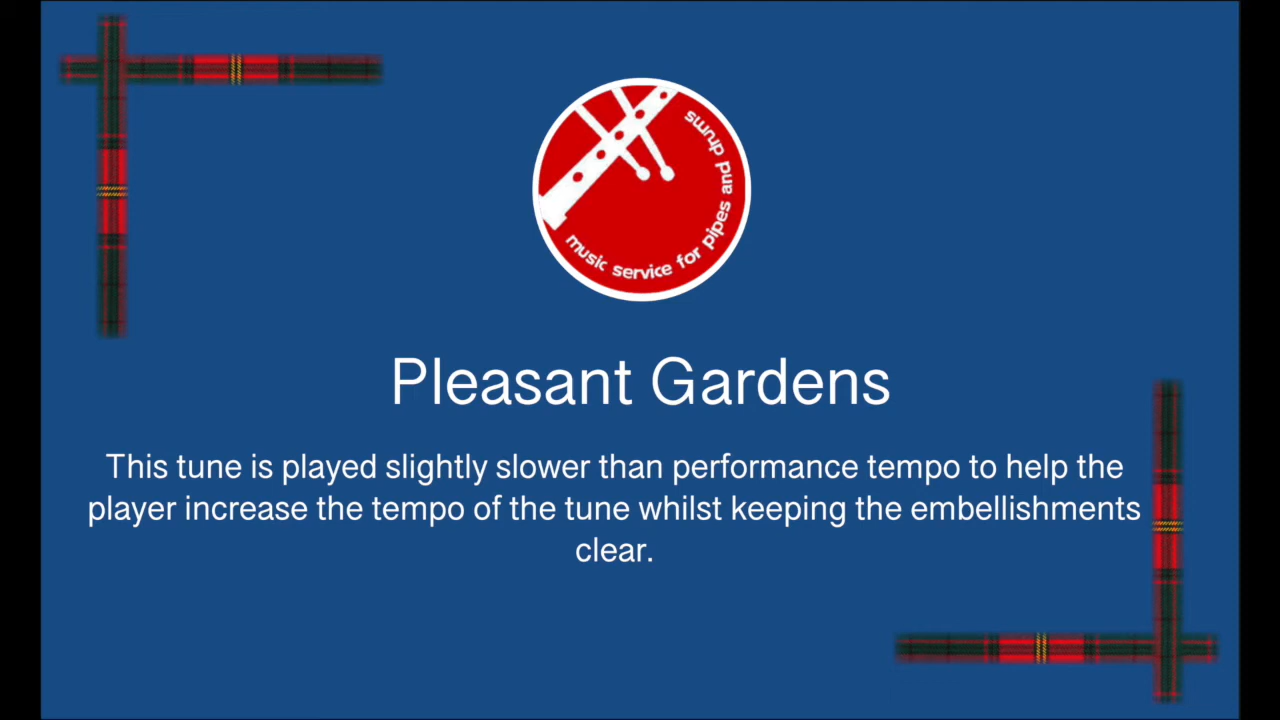 music service for pipes and drums
Pleasant Gardens
This tune is played slightly slower than performance tempo to help the
player increase the tempo of the tune whilst keeping the embellishments
clear.